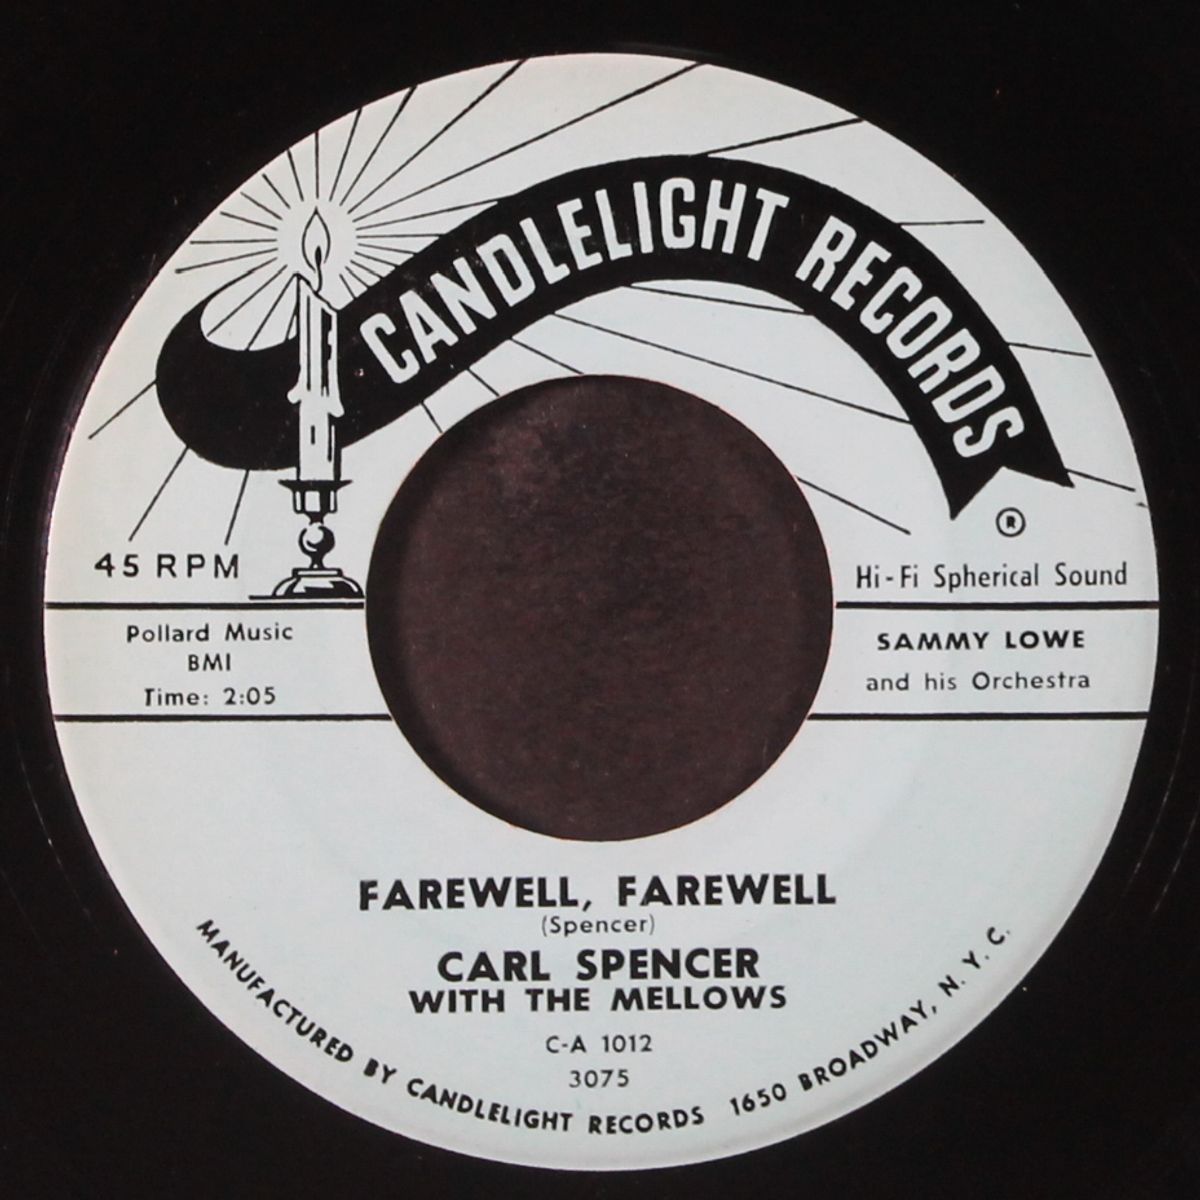 CANDLELIGHT RECORDS
®
45 RPM
Hi-Fi Spherical Sound
Pollard Music
BMI
Time: 2:05
SAMMY LOWE
and his Orchestra
FAREWELL, FAREWELL
(Spencer)
CARL SPENCER
WITH THE MELLOWS
C-A 1012
3075
MANUFACTURED BY CANDLELIGHT RECORDS 1650 BROADWAY, N. Y. C.